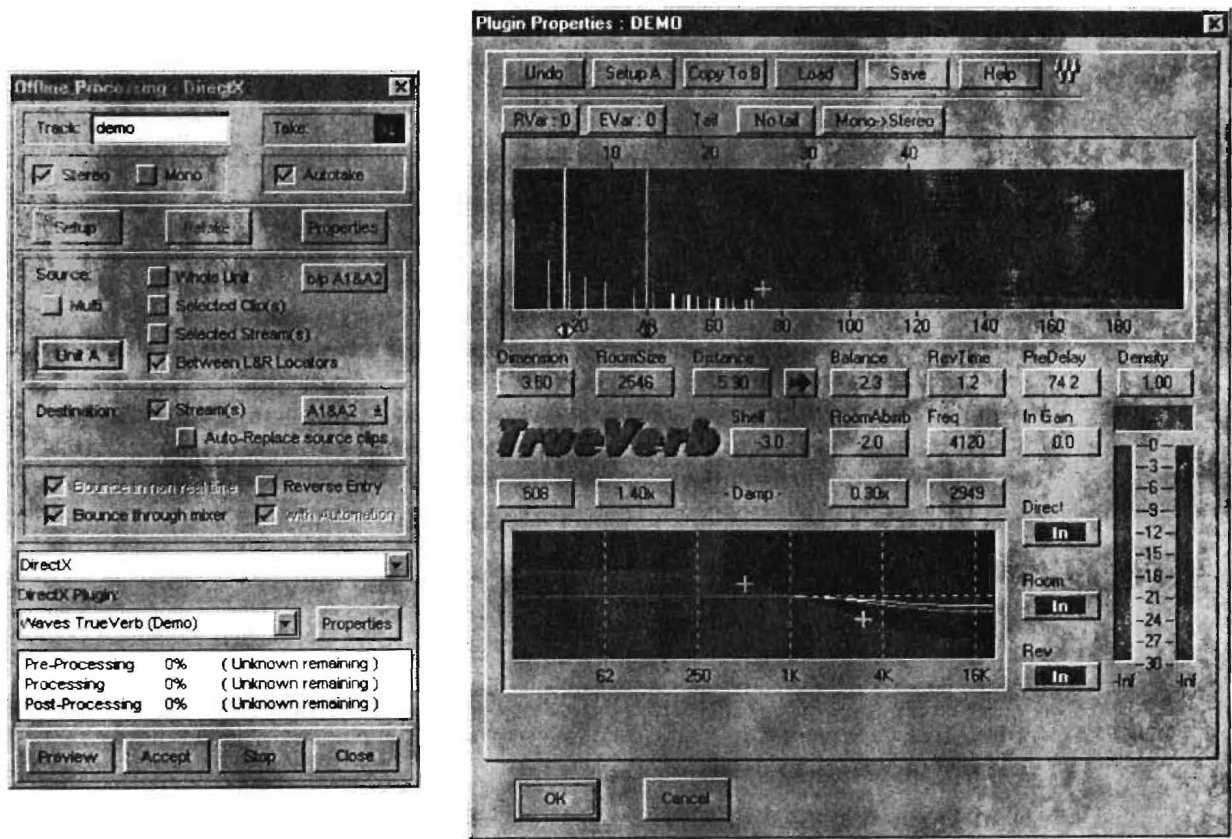 Offline Processing - DirectX
Track: demo
Take:
Stereo Mono Autotake
Setup Retake Properties
Source: Whole Unit o/p A1&A2
Multi Selected Clip(s)
Selected Stream(s)
Unit A Between L&R Locators
Destination: Stream(s) A1&A2
Auto-Replace source clips
Bounce in non real time Reverse Entry
Bounce through mixer with Automation
DirectX
DirectX Plugin:
Waves TrueVerb (Demo) Properties
Pre-Processing 0% ( Unknown remaining )
Processing 0% ( Unknown remaining )
Post-Processing 0% ( Unknown remaining )
Preview Accept Stop Close
Plugin Properties : DEMO
Undo Setup A Copy To B Load Save Help
RVar : 0 EVar : 0 Tail No tail Mono->Stereo
10 20 30 40
20 60 80 100 120 140 160 180
Dimension RoomSize Distance Balance RevTime PreDelay Density
3.60 2546 5.30 -2.3 1.2 74.2 1.00
TrueVerb Shelf RoomAbsrb Freq In Gain
-3.0 -2.0 4120 0.0
508 1.40x - Damp - 0.30x 2949
Direct
In
Room
In
Rev
In
-0-
-3-
-6-
-9-
-12-
-15-
-18-
-21-
-24-
-27-
-30-
-Inf -Inf
62 250 1K 4K 16K
OK Cancel